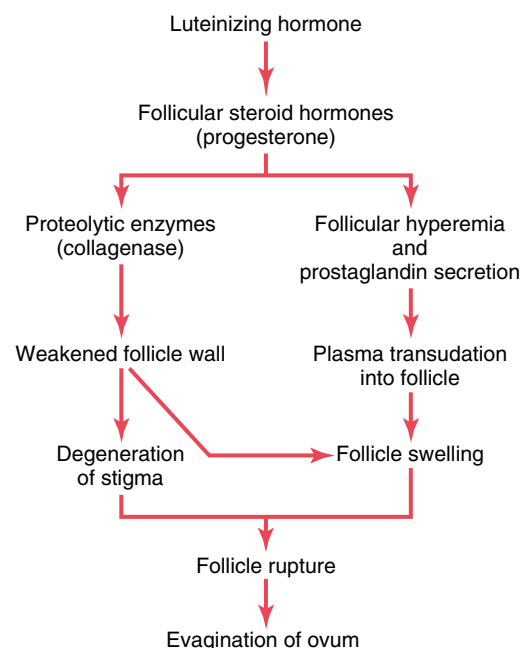 Luteinizing hormone
Follicular steroid hormones
(progesterone)
Proteolytic enzymes
(collagenase)
Follicular hyperemia
and
prostaglandin secretion
Weakened follicle wall
Plasma transudation
into follicle
Degeneration
of stigma
Follicle swelling
Follicle rupture
Evagination of ovum